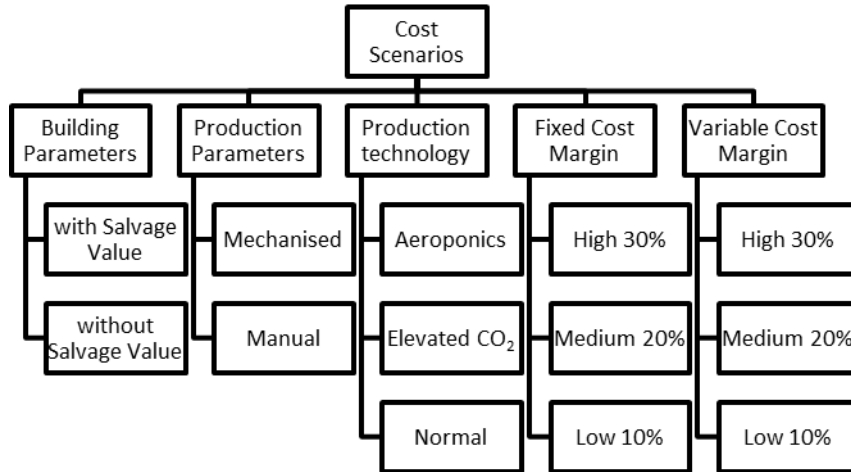 Cost
Scenarios
Building
Parameters
Production
Parameters
Production
technology
Fixed Cost
Margin
Variable Cost
Margin
with Salvage
Value
Mechanised
Aeroponics
High 30%
High 30%
without
Salvage Value
Manual
Elevated CO₂
Medium 20%
Medium 20%
Normal
Low 10%
Low 10%